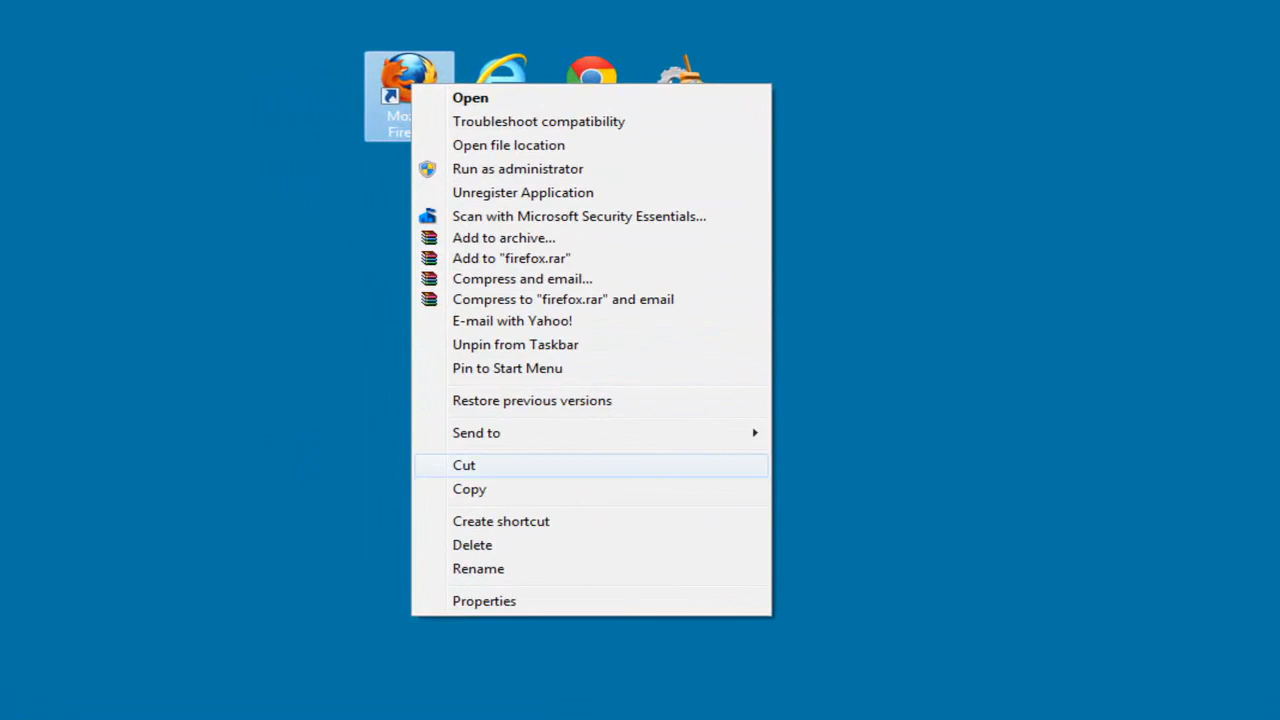 Open
Troubleshoot compatibility
Open file location
Run as administrator
Unregister Application
Scan with Microsoft Security Essentials...
Add to archive...
Add to "firefox.rar"
Compress and email...
Compress to "firefox.rar" and email
E-mail with Yahoo!
Unpin from Taskbar
Pin to Start Menu
Restore previous versions
Send to
Cut
Copy
Create shortcut
Delete
Rename
Properties